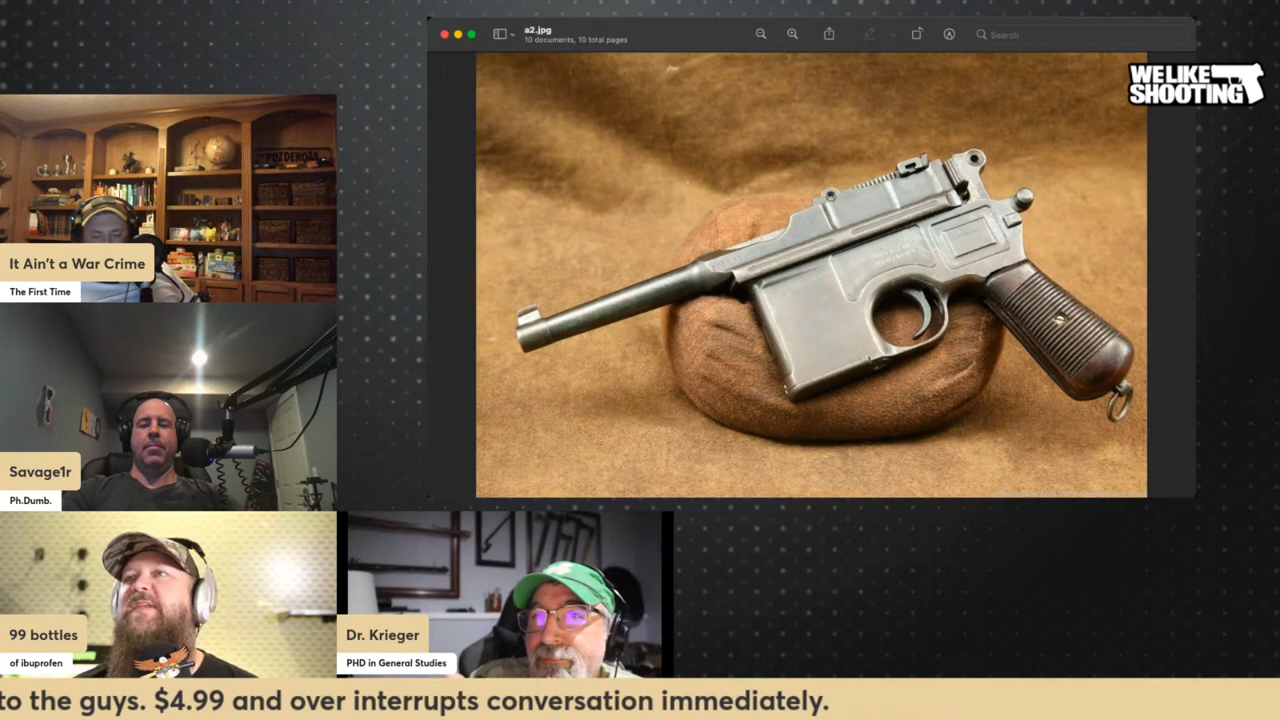 a2.jpg
10 documents, 10 total pages
Search
WE LIKE
SHOOTING
It Ain't a War Crime
The First Time
Savage1r
Ph.Dumb.
99 bottles
of ibuprofen
Dr. Krieger
PHD in General Studies
to the guys. $4.99 and over interrupts conversation immediately.